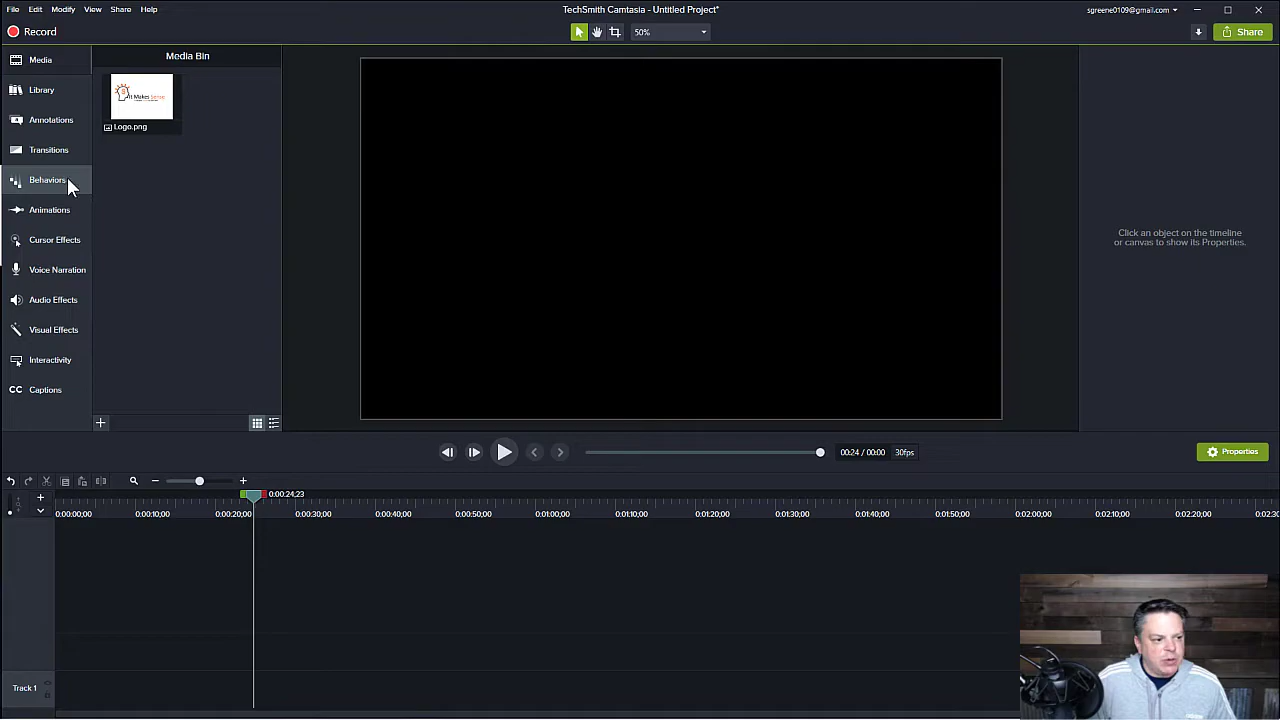 File Edit Modify View Share Help
TechSmith Camtasia - Untitled Project*
sgreene0109@gmail.com
Record
50%
Share
Media
Library
Annotations
Transitions
Behaviors
Animations
Cursor Effects
Voice Narration
Audio Effects
Visual Effects
Interactivity
CC Captions
Media Bin
It Makes Sense
Logo.png
Click an object on the timeline
or canvas to show its Properties.
00:24 / 00:00 30fps
Properties
0:00:24;23
0:00:00;00 0:00:10;00 0:00:20;00 0:00:30;00 0:00:40;00 0:00:50;00 0:01:00;00 0:01:10;00 0:01:20;00 0:01:30;00 0:01:40;00 0:01:50;00 0:02:00;00 0:02:10;00 0:02:20;00 0:02:3
Track 1